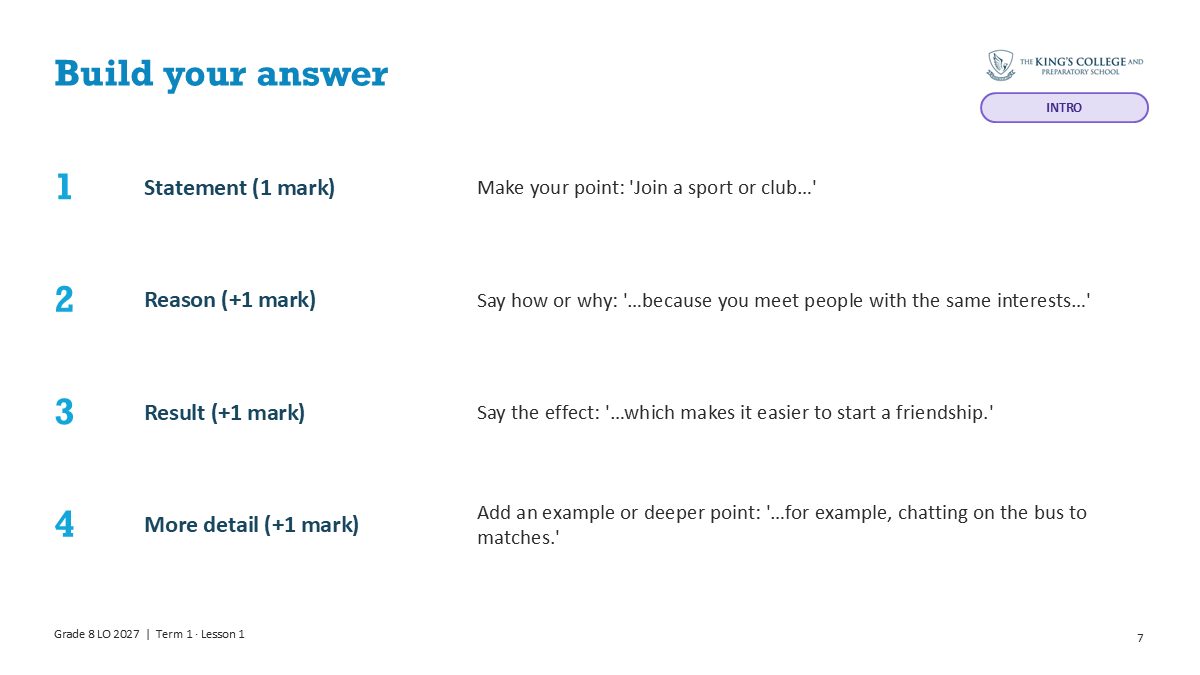 Build your answer
THE KING'S COLLEGE AND
PREPARATORY SCHOOL
INTRO
1
Statement (1 mark)
Make your point: 'Join a sport or club...'
2
Reason (+1 mark)
Say how or why: '...because you meet people with the same interests...'
3
Result (+1 mark)
Say the effect: '...which makes it easier to start a friendship.'
4
More detail (+1 mark)
Add an example or deeper point: '...for example, chatting on the bus to
matches.'
Grade 8 LO 2027 | Term 1 · Lesson 1
7